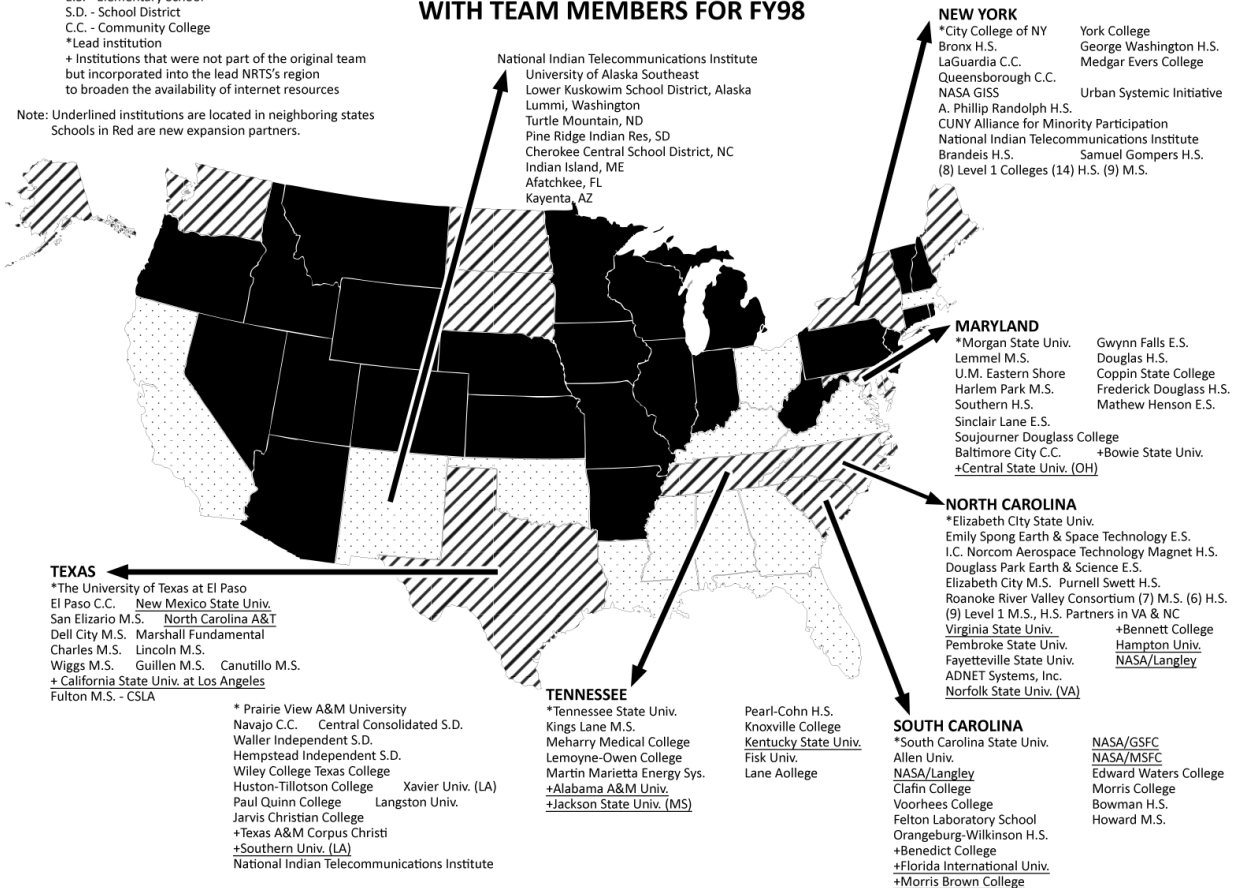 S.D. - School District
C.C. - Community College
*Lead institution
+ Institutions that were not part of the original team
but incorporated into the lead NRTS's region
to broaden the availability of internet resources
Note: Underlined institutions are located in neighboring states
Schools in Red are new expansion partners.
WITH TEAM MEMBERS FOR FY98
National Indian Telecommunications Institute
University of Alaska Southeast
Lower Kuskowim School District, Alaska
Lummi, Washington
Turtle Mountain, ND
Pine Ridge Indian Res, SD
Cherokee Central School District, NC
Indian Island, ME
Afatchkee, FL
Kayenta, AZ
NEW YORK
*City College of NY York College
Bronx H.S. George Washington H.S.
LaGuardia C.C. Medgar Evers College
Queensborough C.C.
NASA GISS Urban Systemic Initiative
A. Phillip Randolph H.S.
CUNY Alliance for Minority Participation
National Indian Telecommunications Institute
Brandeis H.S. Samuel Gompers H.S.
(8) Level 1 Colleges (14) H.S. (9) M.S.
MARYLAND
*Morgan State Univ. Gwynn Falls E.S.
Lemmel M.S. Douglas H.S.
U.M. Eastern Shore Coppin State College
Harlem Park M.S. Frederick Douglass H.S.
Southern H.S. Mathew Henson E.S.
Sinclair Lane E.S.
Soujourner Douglass College
Baltimore City C.C. +Bowie State Univ.
+Central State Univ. (OH)
NORTH CAROLINA
*Elizabeth CIty State Univ.
Emily Spong Earth & Space Technology E.S.
I.C. Norcom Aerospace Technology Magnet H.S.
Douglas Park Earth & Science E.S.
Elizabeth City M.S. Purnell Swett H.S.
Roanoke River Valley Consortium (7) M.S. (6) H.S.
(9) Level 1 M.S., H.S. Partners in VA & NC
Virginia State Univ. +Bennett College
Pembroke State Univ. Hampton Univ.
Fayetteville State Univ. NASA/Langley
ADNET Systems, Inc.
Norfolk State Univ. (VA)
TEXAS
*The University of Texas at El Paso
El Paso C.C. New Mexico State Univ.
San Elizario M.S. North Carolina A&T
Dell City M.S. Marshall Fundamental
Charles M.S. Lincoln M.S.
Wiggs M.S. Guillen M.S. Canutillo M.S.
+ California State Univ. at Los Angeles
Fulton M.S. - CSLA
* Prairie View A&M University
Navajo C.C. Central Consolidated S.D.
Waller Independent S.D.
Hempstead Independent S.D.
Wiley College Texas College
Huston-Tillotson College Xavier Univ. (LA)
Paul Quinn College Langston Univ.
Jarvis Christian College
+Texas A&M Corpus Christi
+Southern Univ. (LA)
National Indian Telecommunications Institute
TENNESSEE
*Tennessee State Univ. Pearl-Cohn H.S.
Kings Lane M.S. Knoxville College
Meharry Medical College Kentucky State Univ.
Lemoyne-Owen College Fisk Univ.
Martin Marietta Energy Sys. Lane Aollege
+Alabama A&M Univ.
+Jackson State Univ. (MS)
SOUTH CAROLINA
*South Carolina State Univ. NASA/GSFC
Allen Univ. NASA/MSFC
NASA/Langley Edward Waters College
Clafin College Morris College
Voorhees College Bowman H.S.
Felton Laboratory School Howard M.S.
Orangeburg-Wilkinson H.S.
+Benedict College
+Florida International Univ.
+Morris Brown College